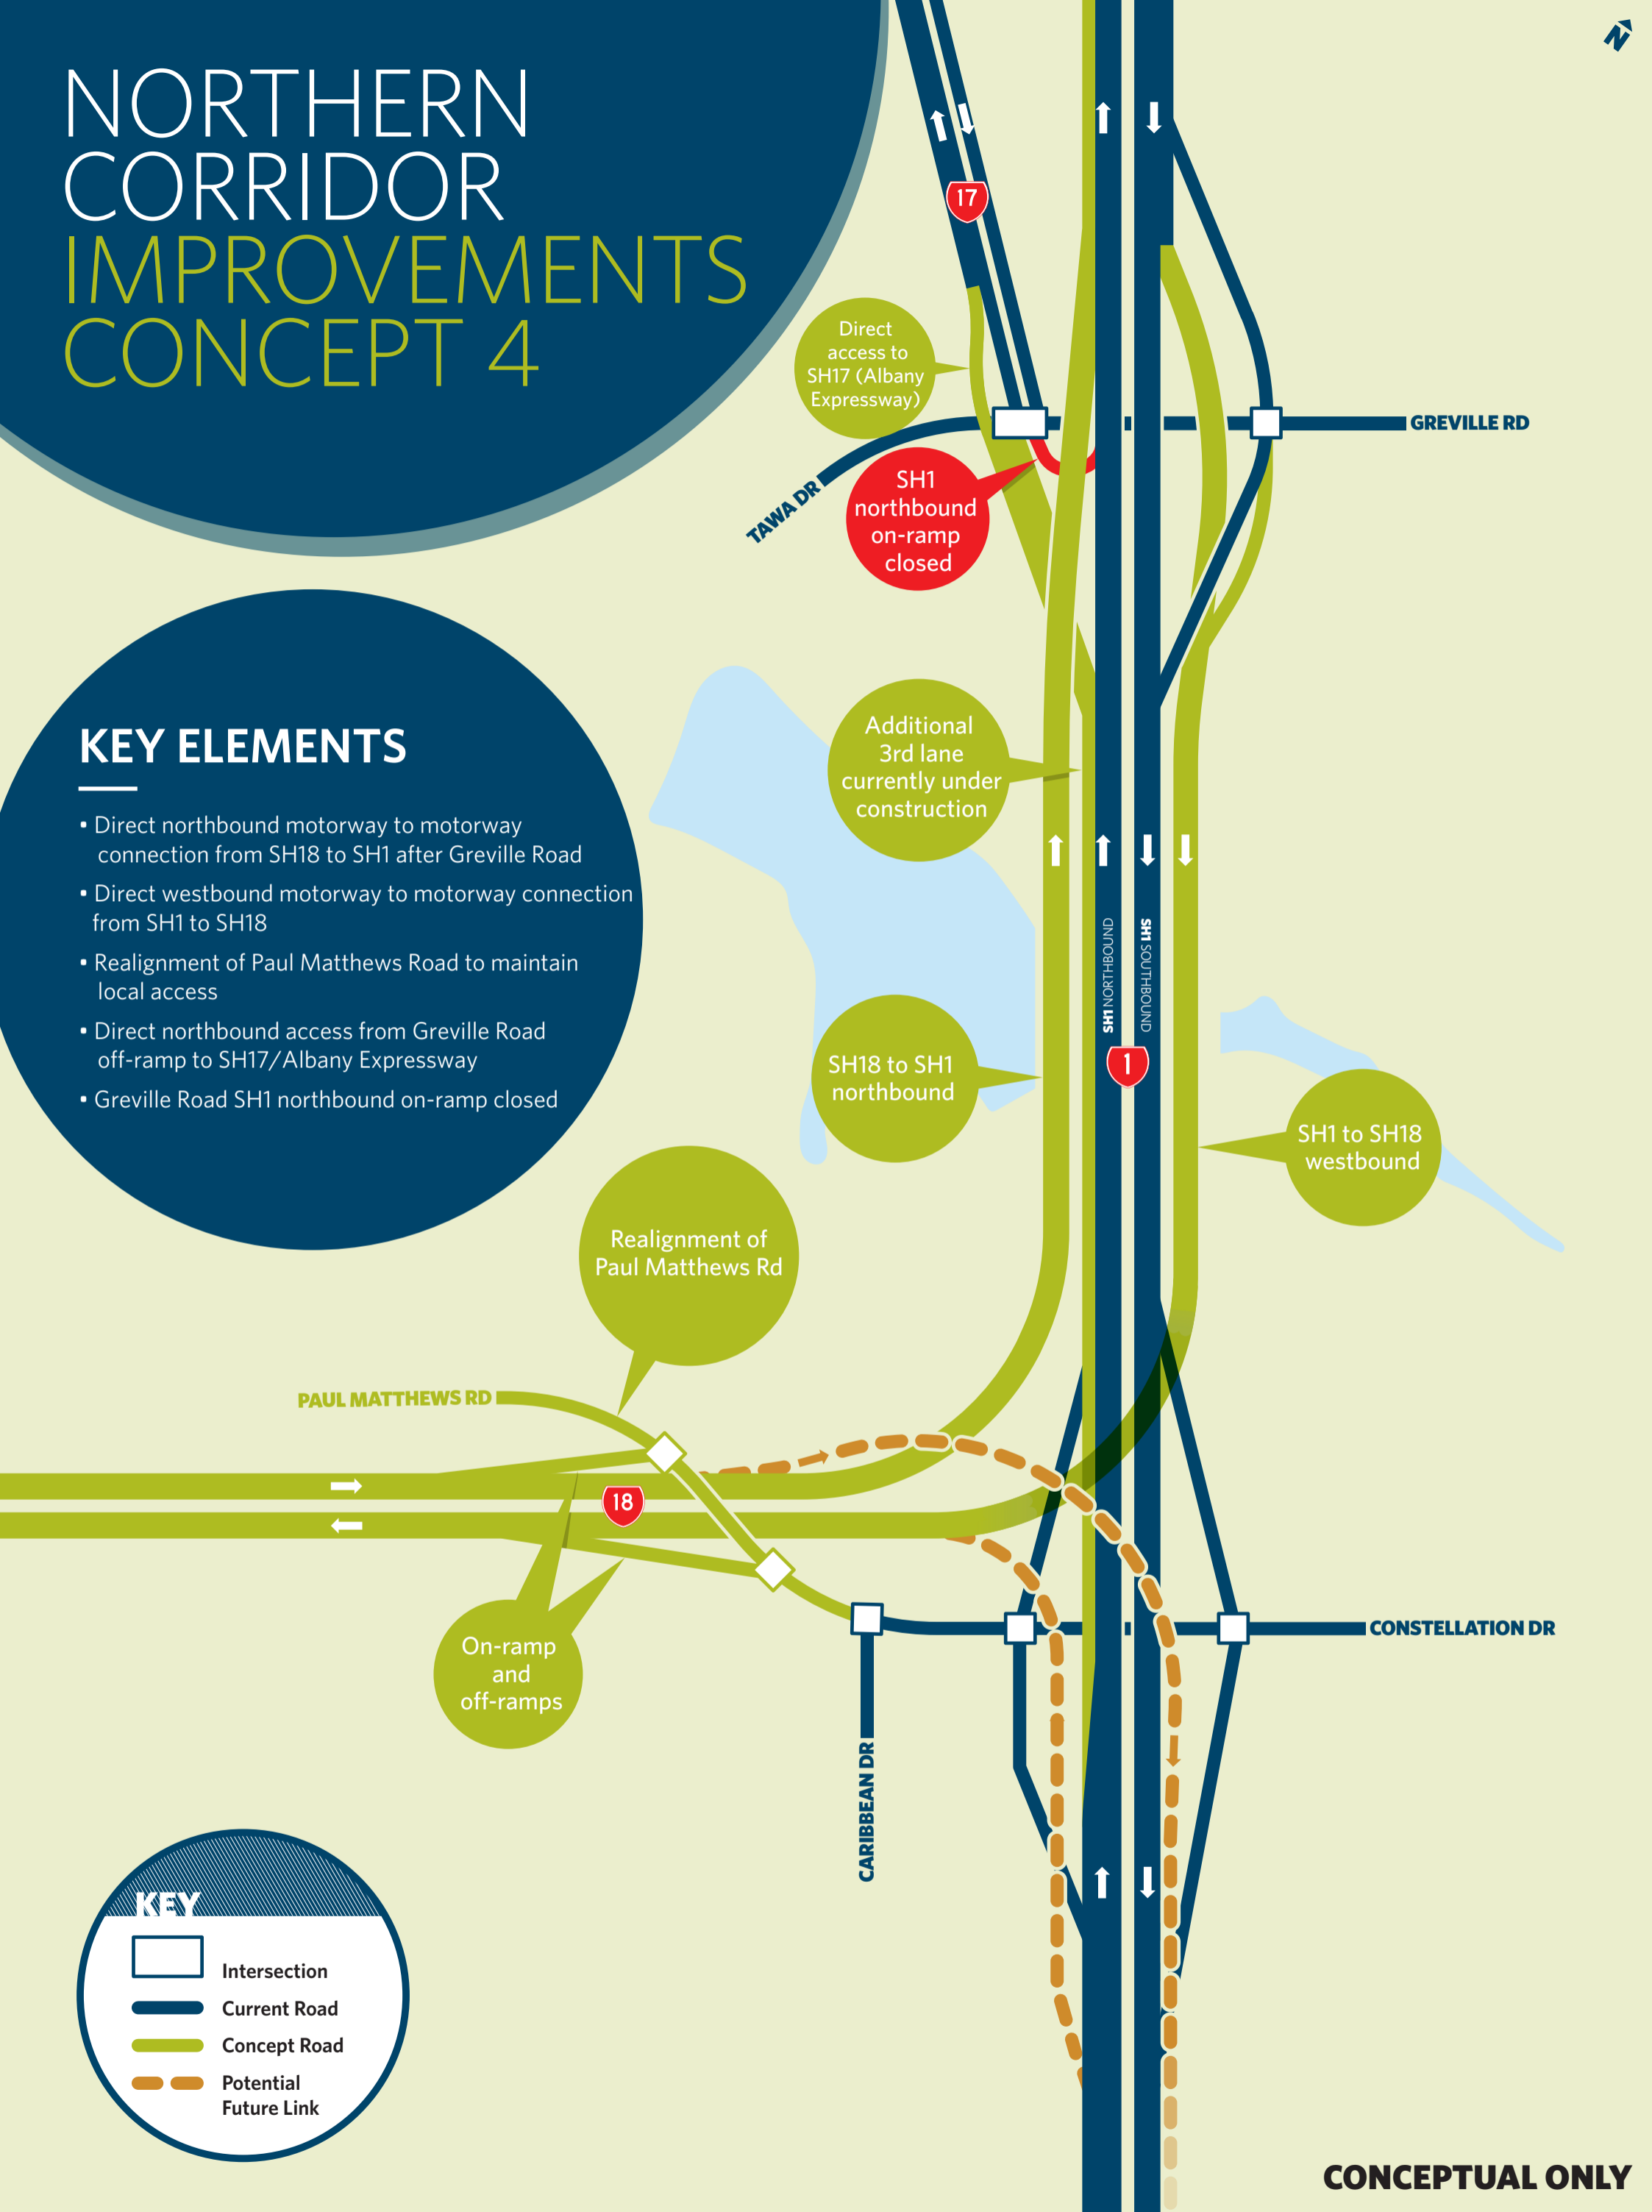 NORTHERN
CORRIDOR
IMPROVEMENTS
CONCEPT 4
N
17
Direct
access to
SH17 (Albany
Expressway)
GREVILLE RD
TAWA DR
SH1
northbound
on-ramp
closed
Additional
3rd lane
currently under
construction
KEY ELEMENTS
• Direct northbound motorway to motorway
connection from SH18 to SH1 after Greville Road
• Direct westbound motorway to motorway connection
from SH1 to SH18
• Realignment of Paul Matthews Road to maintain
local access
• Direct northbound access from Greville Road
off-ramp to SH17/Albany Expressway
• Greville Road SH1 northbound on-ramp closed
SH1 NORTHBOUND
SH1 SOUTHBOUND
1
SH18 to SH1
northbound
SH1 to SH18
westbound
Realignment of
Paul Matthews Rd
PAUL MATTHEWS RD
18
On-ramp
and
off-ramps
CONSTELLATION DR
CARIBBEAN DR
KEY
Intersection
Current Road
Concept Road
Potential
Future Link
CONCEPTUAL ONLY